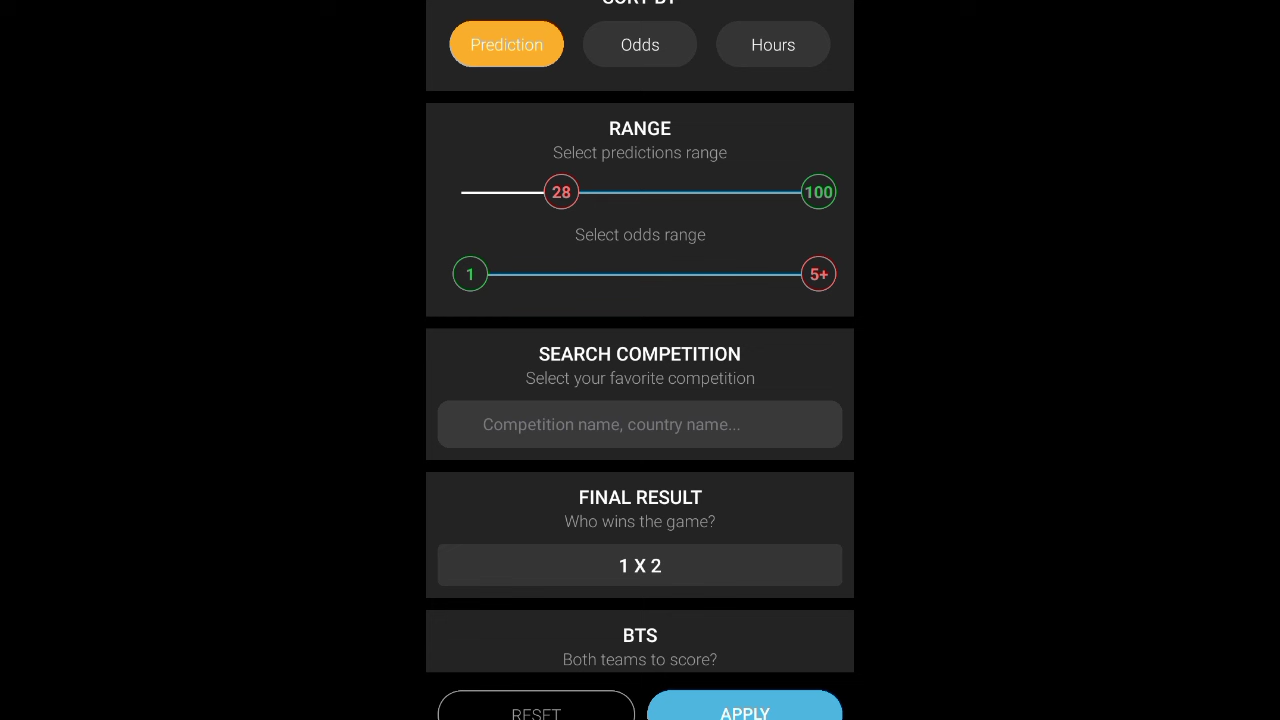 SORT BY
Prediction Odds Hours
RANGE
Select predictions range
28 100
Select odds range
1 5+
SEARCH COMPETITION
Select your favorite competition
Competition name, country name...
FINAL RESULT
Who wins the game?
1 X 2
BTS
Both teams to score?
RESET APPLY